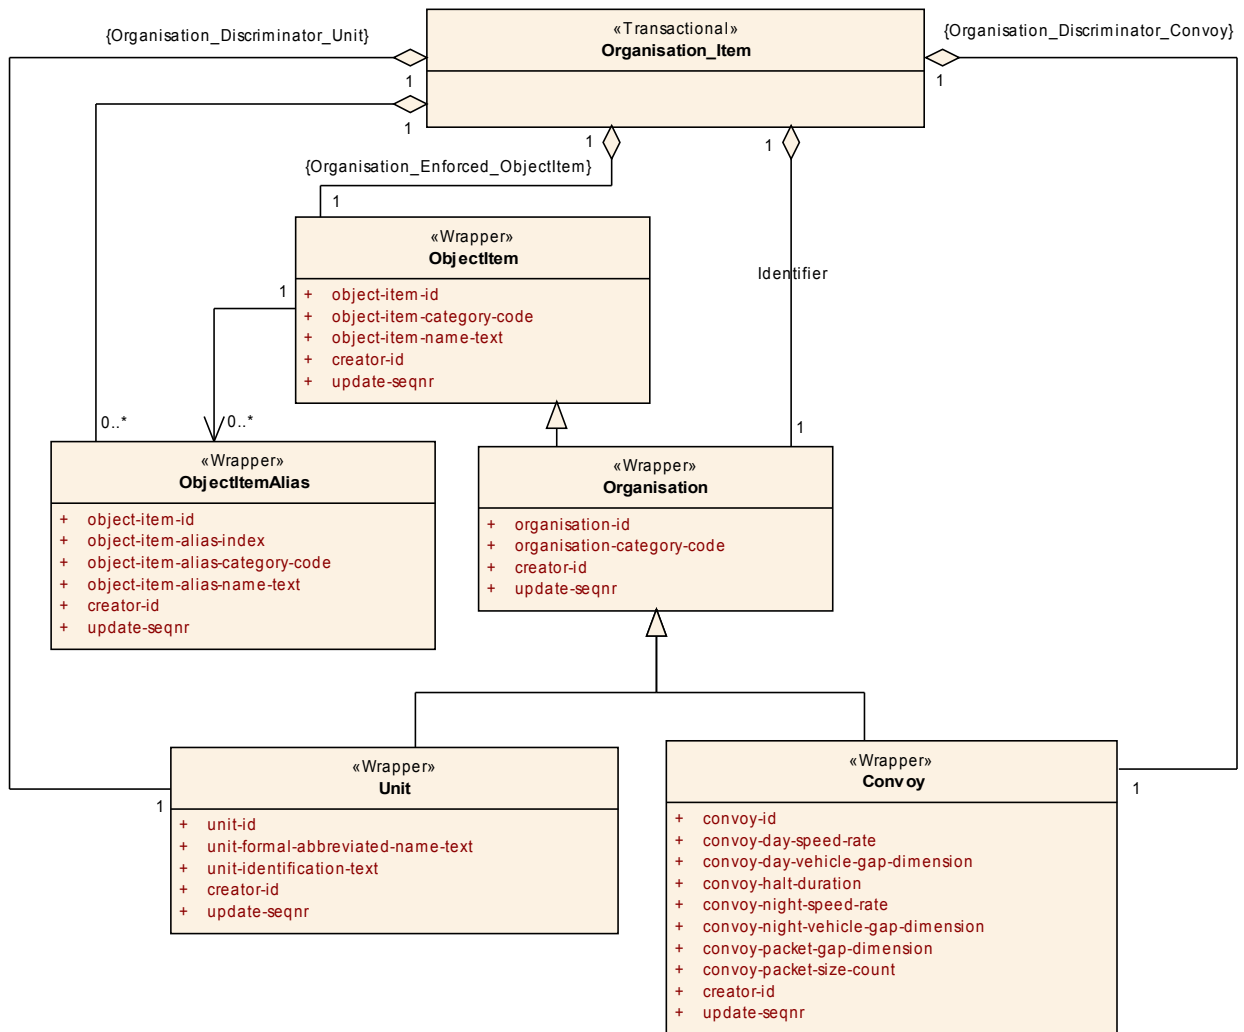 {Organisation_Discriminator_Unit}
«Transactional»
Organisation_Item
{Organisation_Discriminator_Convoy}
1
1
1
1
1
{Organisation_Enforced_ObjectItem}
1
«Wrapper»
ObjectItem
+ object-item-id
+ object-item-category-code
+ object-item-name-text
+ creator-id
+ update-seqnr
Identifier
1
0..*
0..*
1
«Wrapper»
ObjectItemAlias
+ object-item-id
+ object-item-alias-index
+ object-item-alias-category-code
+ object-item-alias-name-text
+ creator-id
+ update-seqnr
«Wrapper»
Organisation
+ organisation-id
+ organisation-category-code
+ creator-id
+ update-seqnr
«Wrapper»
Unit
1
+ unit-id
+ unit-formal-abbreviated-name-text
+ unit-identification-text
+ creator-id
+ update-seqnr
«Wrapper»
Convoy
1
+ convoy-id
+ convoy-day-speed-rate
+ convoy-day-vehicle-gap-dimension
+ convoy-halt-duration
+ convoy-night-speed-rate
+ convoy-night-vehicle-gap-dimension
+ convoy-packet-gap-dimension
+ convoy-packet-size-count
+ creator-id
+ update-seqnr